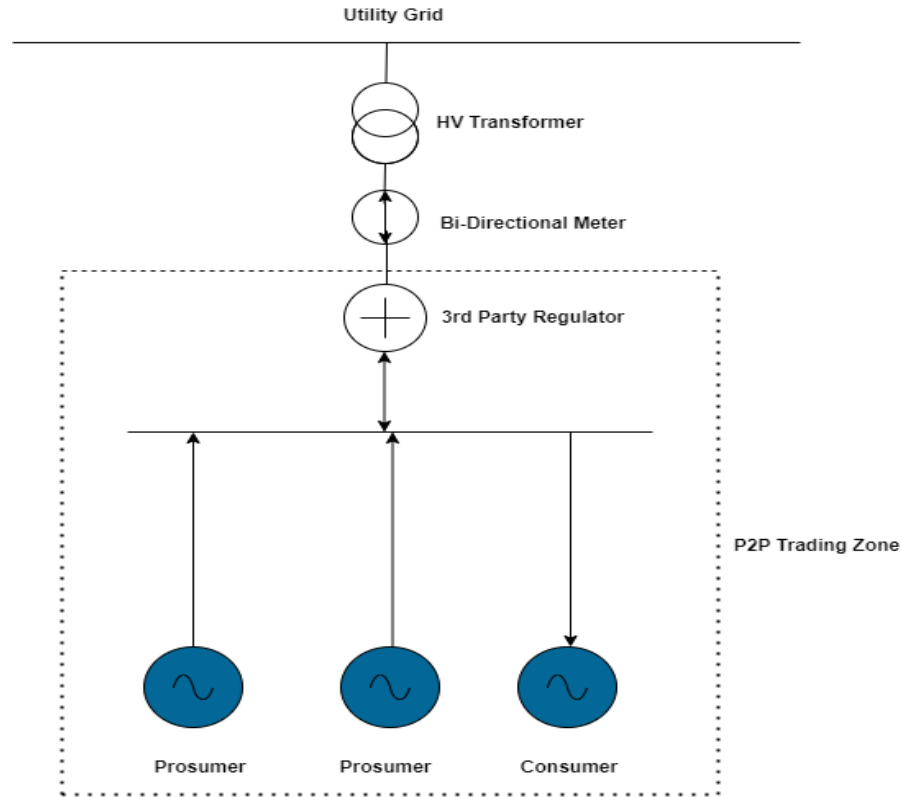 Utility Grid
HV Transformer
Bi-Directional Meter
3rd Party Regulator
P2P Trading Zone
Prosumer
Prosumer
Consumer